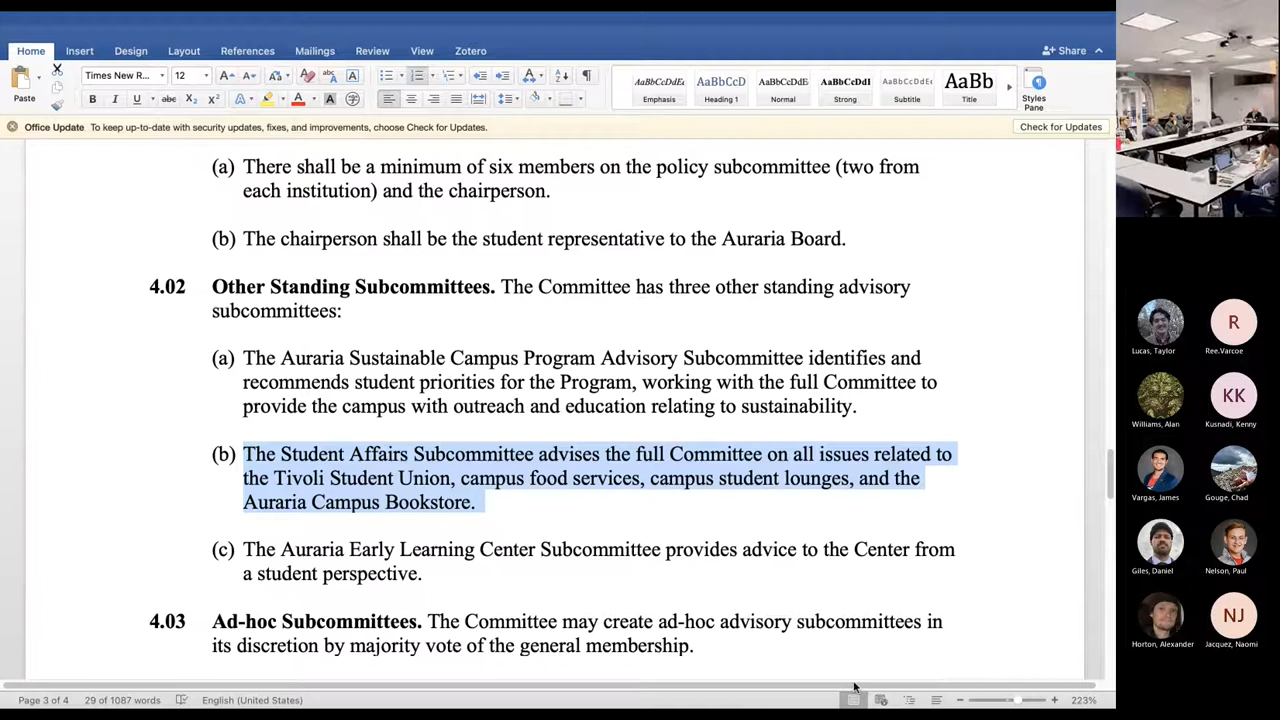 Home Insert Design Layout References Mailings Review View Zotero Share
Times New R... 12
AaBbCcDdEe AaBbCcD AaBbCcDdE AaBbCcDdI AaBbCcDdEe AaBb
Paste B I U abc X₂ X² A A Emphasis Heading 1 Normal Strong Subtitle Title Styles Pane
Office Update To keep up-to-date with security updates, fixes, and improvements, choose Check for Updates. Check for Updates
(a) There shall be a minimum of six members on the policy subcommittee (two from
each institution) and the chairperson.
(b) The chairperson shall be the student representative to the Auraria Board.
4.02 Other Standing Subcommittees. The Committee has three other standing advisory
subcommittees:
(a) The Auraria Sustainable Campus Program Advisory Subcommittee identifies and
recommends student priorities for the Program, working with the full Committee to
provide the campus with outreach and education relating to sustainability.
(b) The Student Affairs Subcommittee advises the full Committee on all issues related to
the Tivoli Student Union, campus food services, campus student lounges, and the
Auraria Campus Bookstore.
(c) The Auraria Early Learning Center Subcommittee provides advice to the Center from
a student perspective.
4.03 Ad-hoc Subcommittees. The Committee may create ad-hoc advisory subcommittees in
its discretion by majority vote of the general membership.
Page 3 of 4 29 of 1087 words English (United States) 223%
R
Lucas, Taylor Ree.Varcoe
KK
Williams, Alan Kusnadi, Kenny
Vargas, James Gouge, Chad
Giles, Daniel Nelson, Paul
NJ
Horton, Alexander Jacquez, Naomi